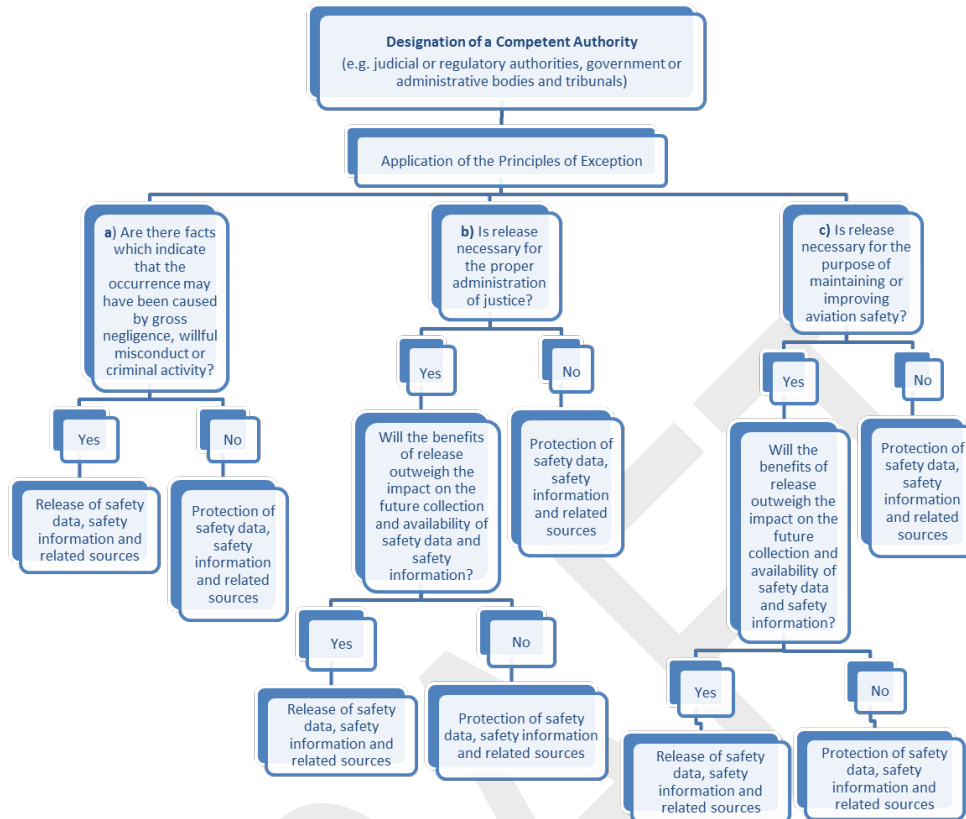 Designation of a Competent Authority
(e.g. judicial or regulatory authorities, government or
administrative bodies and tribunals)
Application of the Principles of Exception
a) Are there facts
which indicate
that the
occurrence may
have been caused
by gross
negligence, willful
misconduct or
criminal activity?
Yes
Release of safety
data, safety
information and
related sources
No
Protection of
safety data,
safety
information
and related
sources
b) Is release
necessary for
the proper
administration
of justice?
Yes
Will the benefits
of release
outweigh the
impact on the
future collection
and availability of
safety data and
safety
information?
Yes
Release of safety
data, safety
information and
related sources
No
Protection of safety
data, safety information
and related sources
No
Protection of
safety data,
safety
information
and related
sources
c) Is release
necessary for the
purpose of
maintaining or
improving
aviation safety?
Yes
Will the
benefits of
release
outweigh the
impact on the
future
collection and
availability of
safety data
and safety
information?
Yes
Release of safety
data, safety
information and
related sources
No
Protection of safety
data, safety
information and
related sources
No
Protection of
safety data,
safety
information
and related
sources